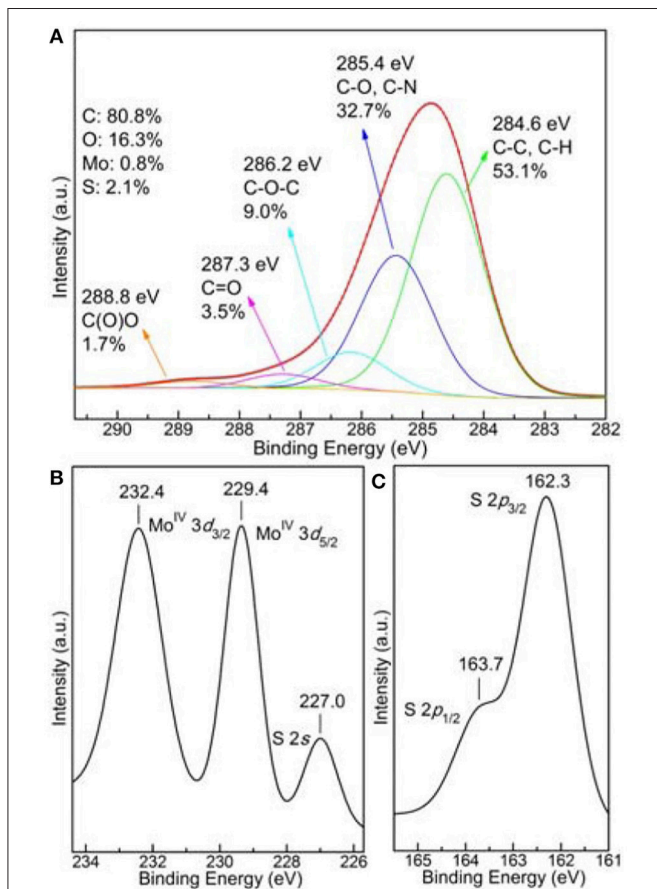 A
C: 80.8%
O: 16.3%
Mo: 0.8%
S: 2.1%
285.4 eV
C-O, C-N
32.7%
284.6 eV
C-C, C-H
53.1%
286.2 eV
C-O-C
9.0%
287.3 eV
C=O
3.5%
288.8 eV
C(O)O
1.7%
Intensity (a.u.)
290 289 288 287 286 285 284 283 282
Binding Energy (eV)
B
232.4
229.4
Mo^IV 3d_3/2
Mo^IV 3d_5/2
227.0
S 2s
Intensity (a.u.)
234 232 230 228 226
Binding Energy (eV)
C
162.3
S 2p_3/2
163.7
S 2p_1/2
Intensity (a.u.)
165 164 163 162 161
Binding Energy (eV)